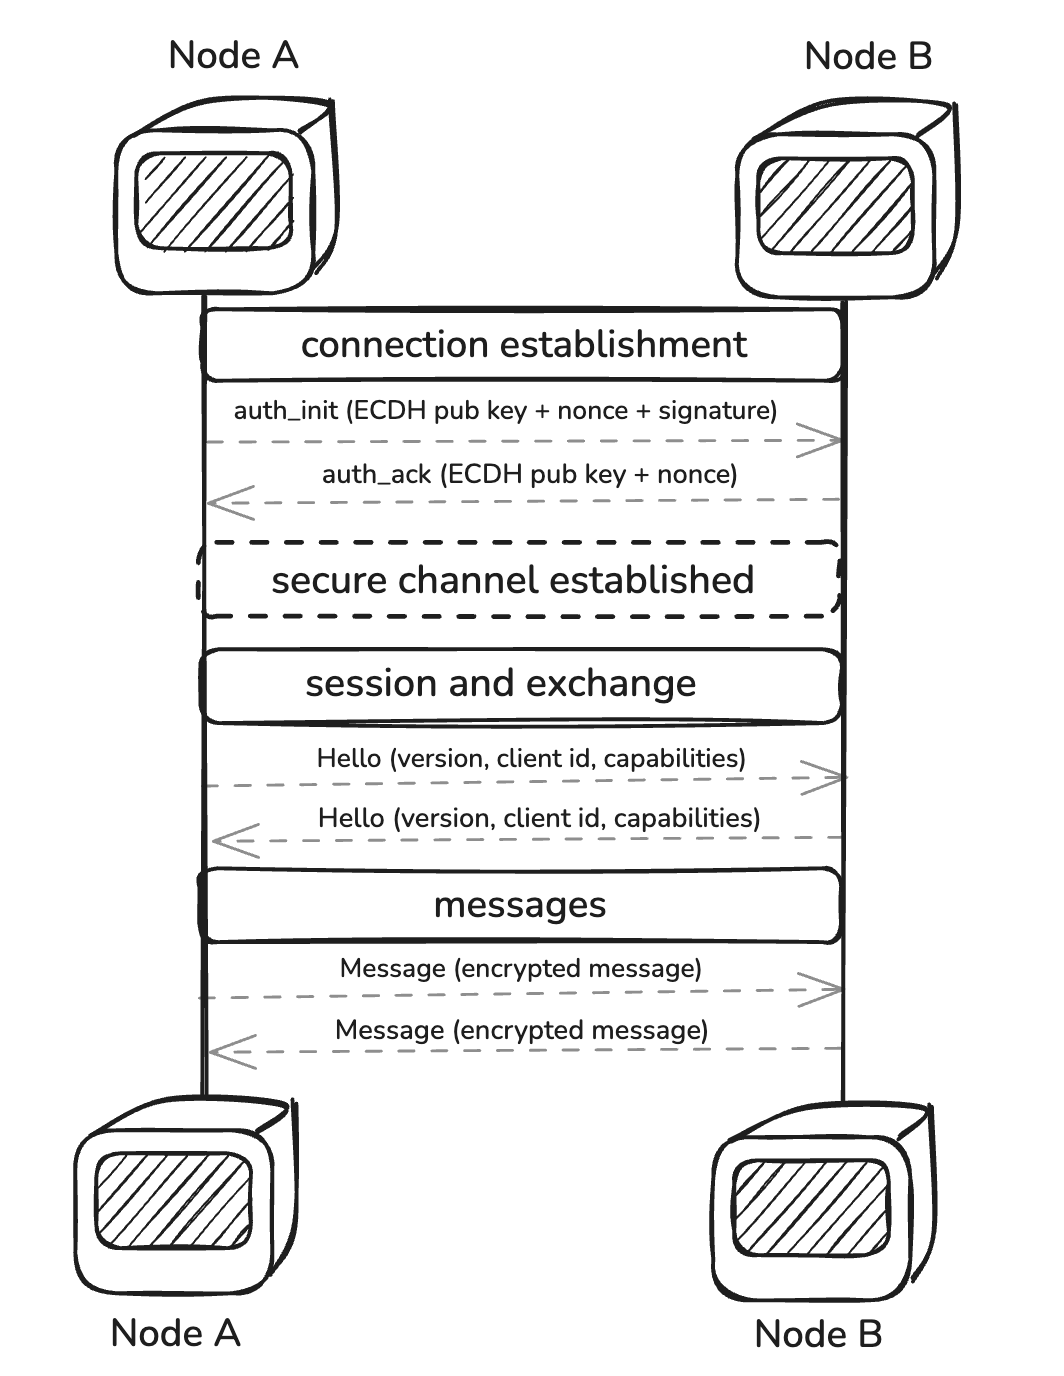 Node A
Node B
connection establishment
auth_init (ECDH pub key + nonce + signature)
auth_ack (ECDH pub key + nonce)
secure channel established
session and exchange
Hello (version, client id, capabilities)
Hello (version, client id, capabilities)
messages
Message (encrypted message)
Message (encrypted message)
Node A
Node B